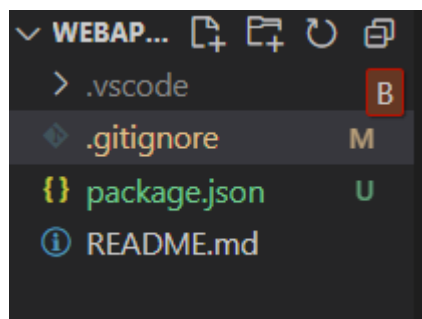 WEBAP...
.vscode B
.gitignore M
{} package.json U
README.md